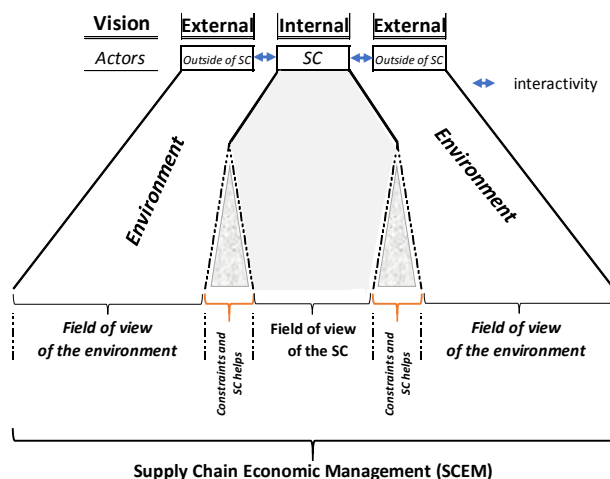 Vision External Internal External
Actors Outside of SC SC Outside of SC
interactivity
Environment
Environment
Field of view
of the environment
Constraints and
SC helps
Field of view
of the SC
Constraints and
SC helps
Field of view
of the environment
Supply Chain Economic Management (SCEM)